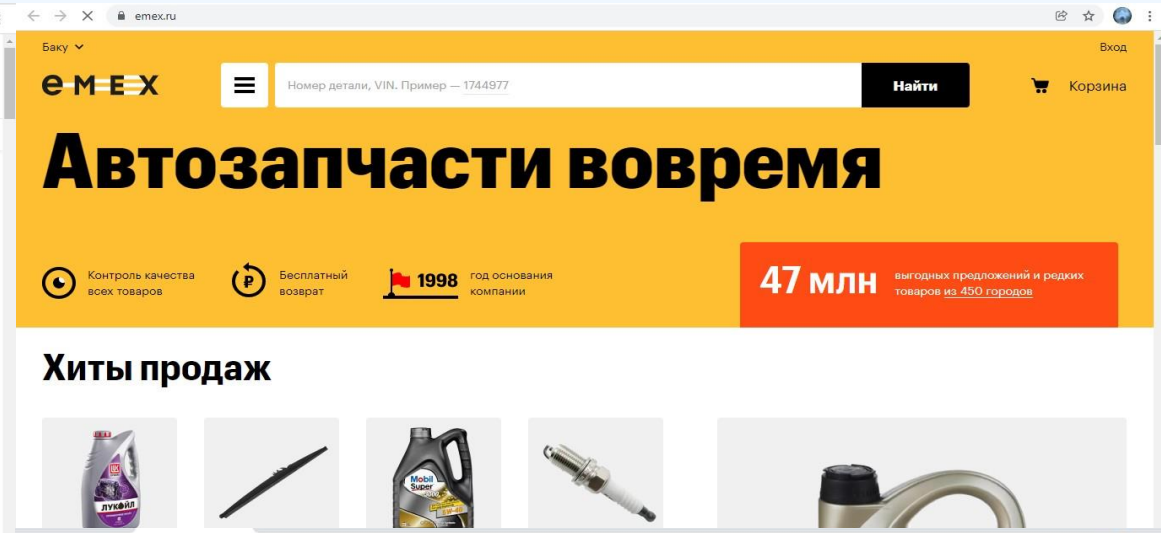 emex.ru
Баку
Вход
emex
Номер детали, VIN. Пример — 1744977
Найти
Корзина
Автозапчасти вовремя
Контроль качества
всех товаров
Бесплатный
возврат
1998
год основания
компании
47 млн
выгодных предложений и редких
товаров из 450 городов
Хиты продаж
ЛУКОЙЛ
Mobil
Super
5W-40